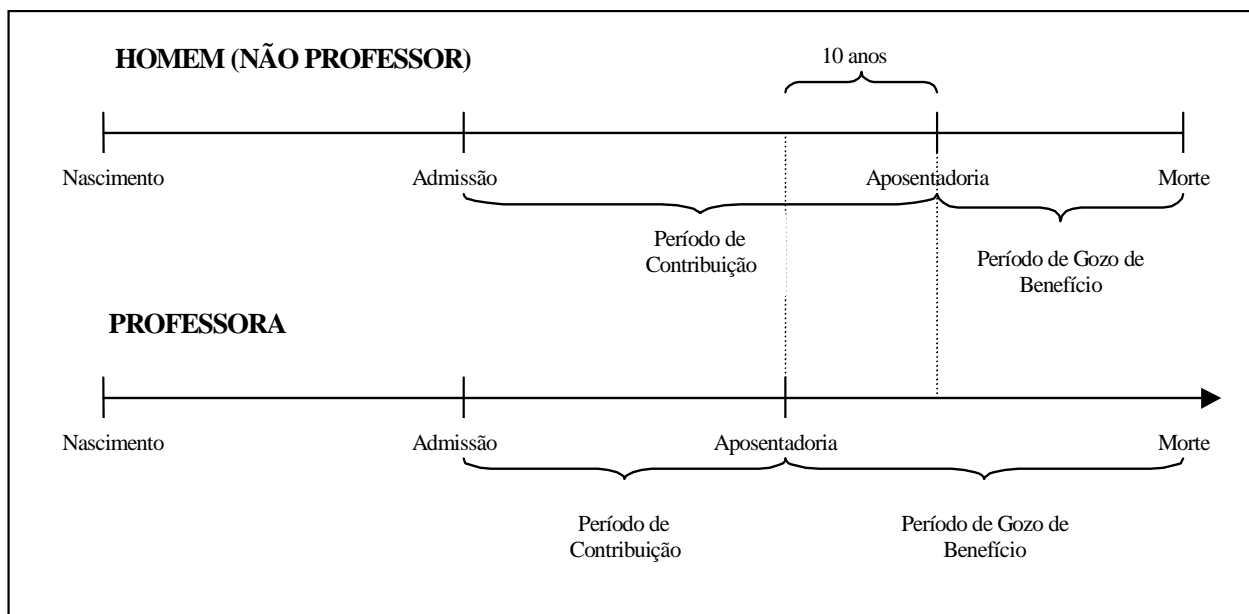 HOMEM (NÃO PROFESSOR)
10 anos
Nascimento
Admissão
Aposentadoria
Morte
Período de
Contribuição
Período de Gozo de
Benefício
PROFESSORA
Nascimento
Admissão
Aposentadoria
Morte
Período de
Contribuição
Período de Gozo de
Benefício